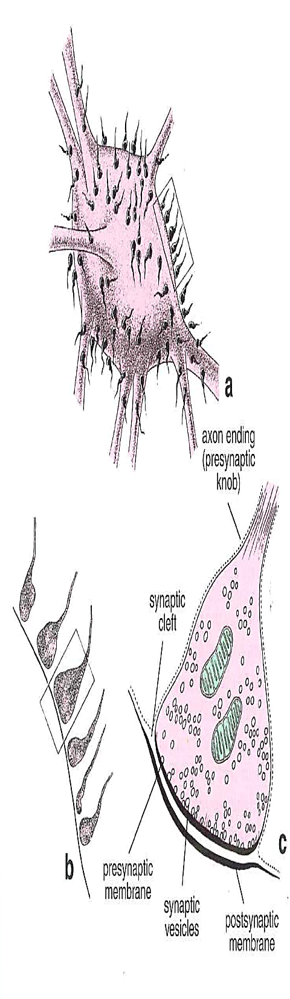 a
axon ending
(presynaptic
knob)
synaptic
cleft
c
b
presynaptic
membrane
synaptic
vesicles
postsynaptic
membrane